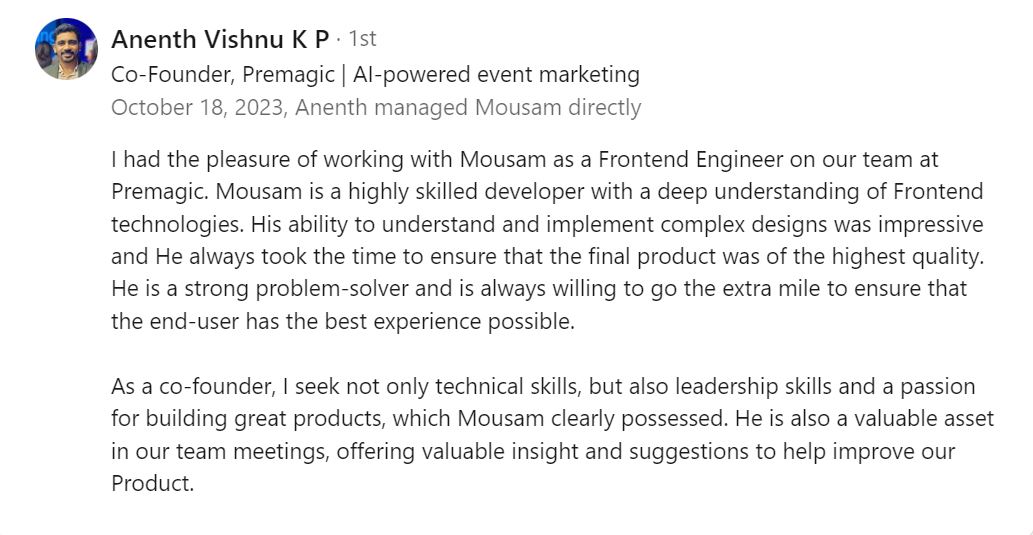 Anenth Vishnu K P · 1st
Co-Founder, Premagic | AI-powered event marketing
October 18, 2023, Anenth managed Mousam directly
I had the pleasure of working with Mousam as a Frontend Engineer on our team at
Premagic. Mousam is a highly skilled developer with a deep understanding of Frontend
technologies. His ability to understand and implement complex designs was impressive
and He always took the time to ensure that the final product was of the highest quality.
He is a strong problem-solver and is always willing to go the extra mile to ensure that
the end-user has the best experience possible.
As a co-founder, I seek not only technical skills, but also leadership skills and a passion
for building great products, which Mousam clearly possessed. He is also a valuable asset
in our team meetings, offering valuable insight and suggestions to help improve our
Product.